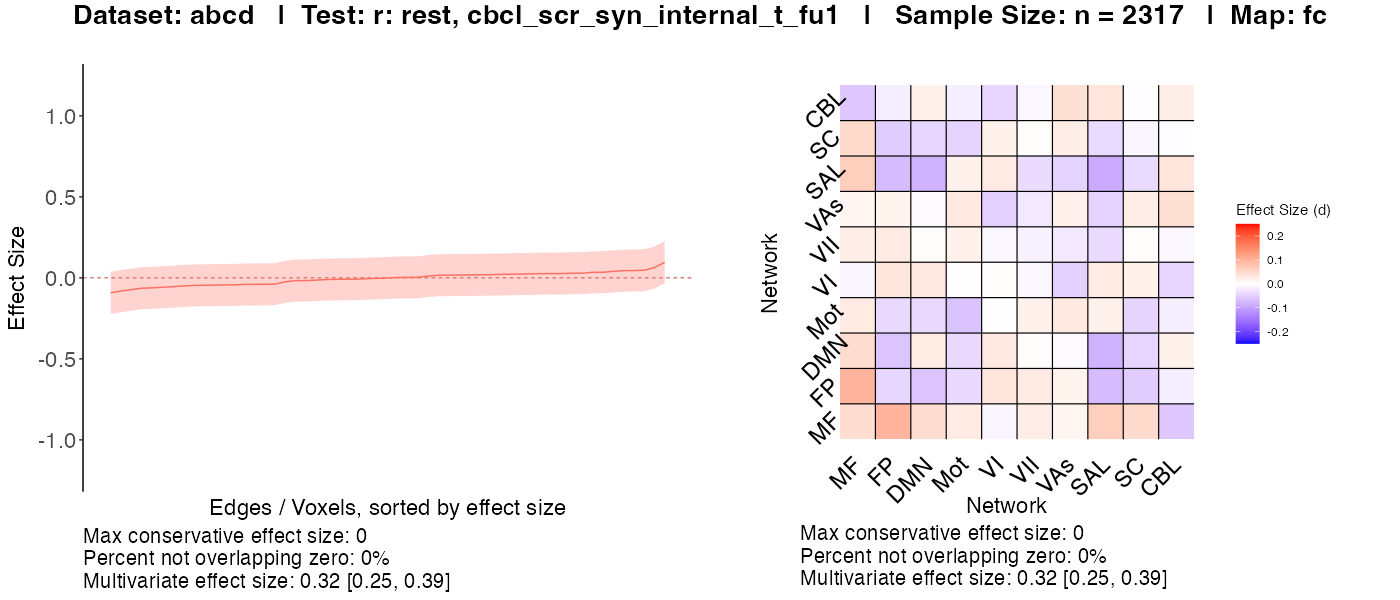 Dataset: abcd | Test: r: rest, cbcl_scr_syn_internal_t_fu1 | Sample Size: n = 2317 | Map: fc
Effect Size
1.0
0.5
0.0
-0.5
-1.0
Edges / Voxels, sorted by effect size
Max conservative effect size: 0
Percent not overlapping zero: 0%
Multivariate effect size: 0.32 [0.25, 0.39]
Network
CBL
SC
SAL
VAs
VII
VI
Mot
DMN
FP
MF
MF
FP
DMN
Mot
VI
VII
VAs
SAL
SC
CBL
Network
Max conservative effect size: 0
Percent not overlapping zero: 0%
Multivariate effect size: 0.32 [0.25, 0.39]
Effect Size (d)
0.2
0.1
0.0
-0.1
-0.2